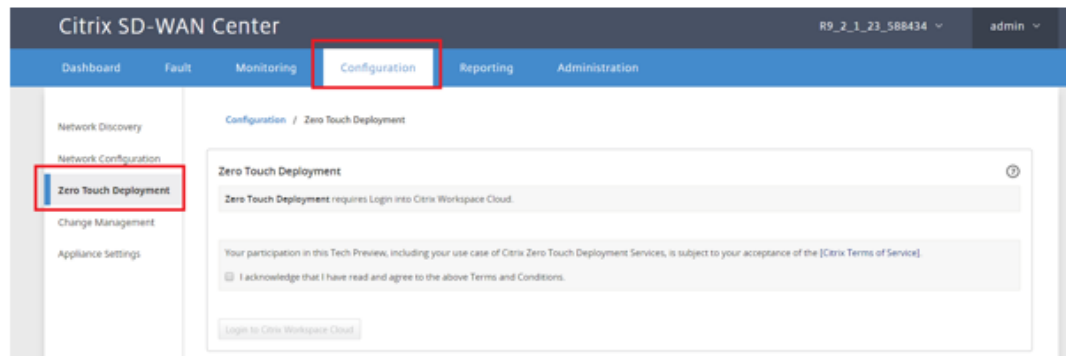 Citrix SD-WAN Center
R9_2_1_23_588434
admin
Dashboard Fault Monitoring Configuration Reporting Administration
Network Discovery
Network Configuration
Zero Touch Deployment
Change Management
Appliance Settings
Configuration / Zero Touch Deployment
Zero Touch Deployment
Zero Touch Deployment requires Login into Citrix Workspace Cloud.
Your participation in this Tech Preview, including your use case of Citrix Zero Touch Deployment Services, is subject to your acceptance of the [Citrix Terms of Service].
I acknowledge that I have read and agree to the above Terms and Conditions.
Login to Citrix Workspace Cloud